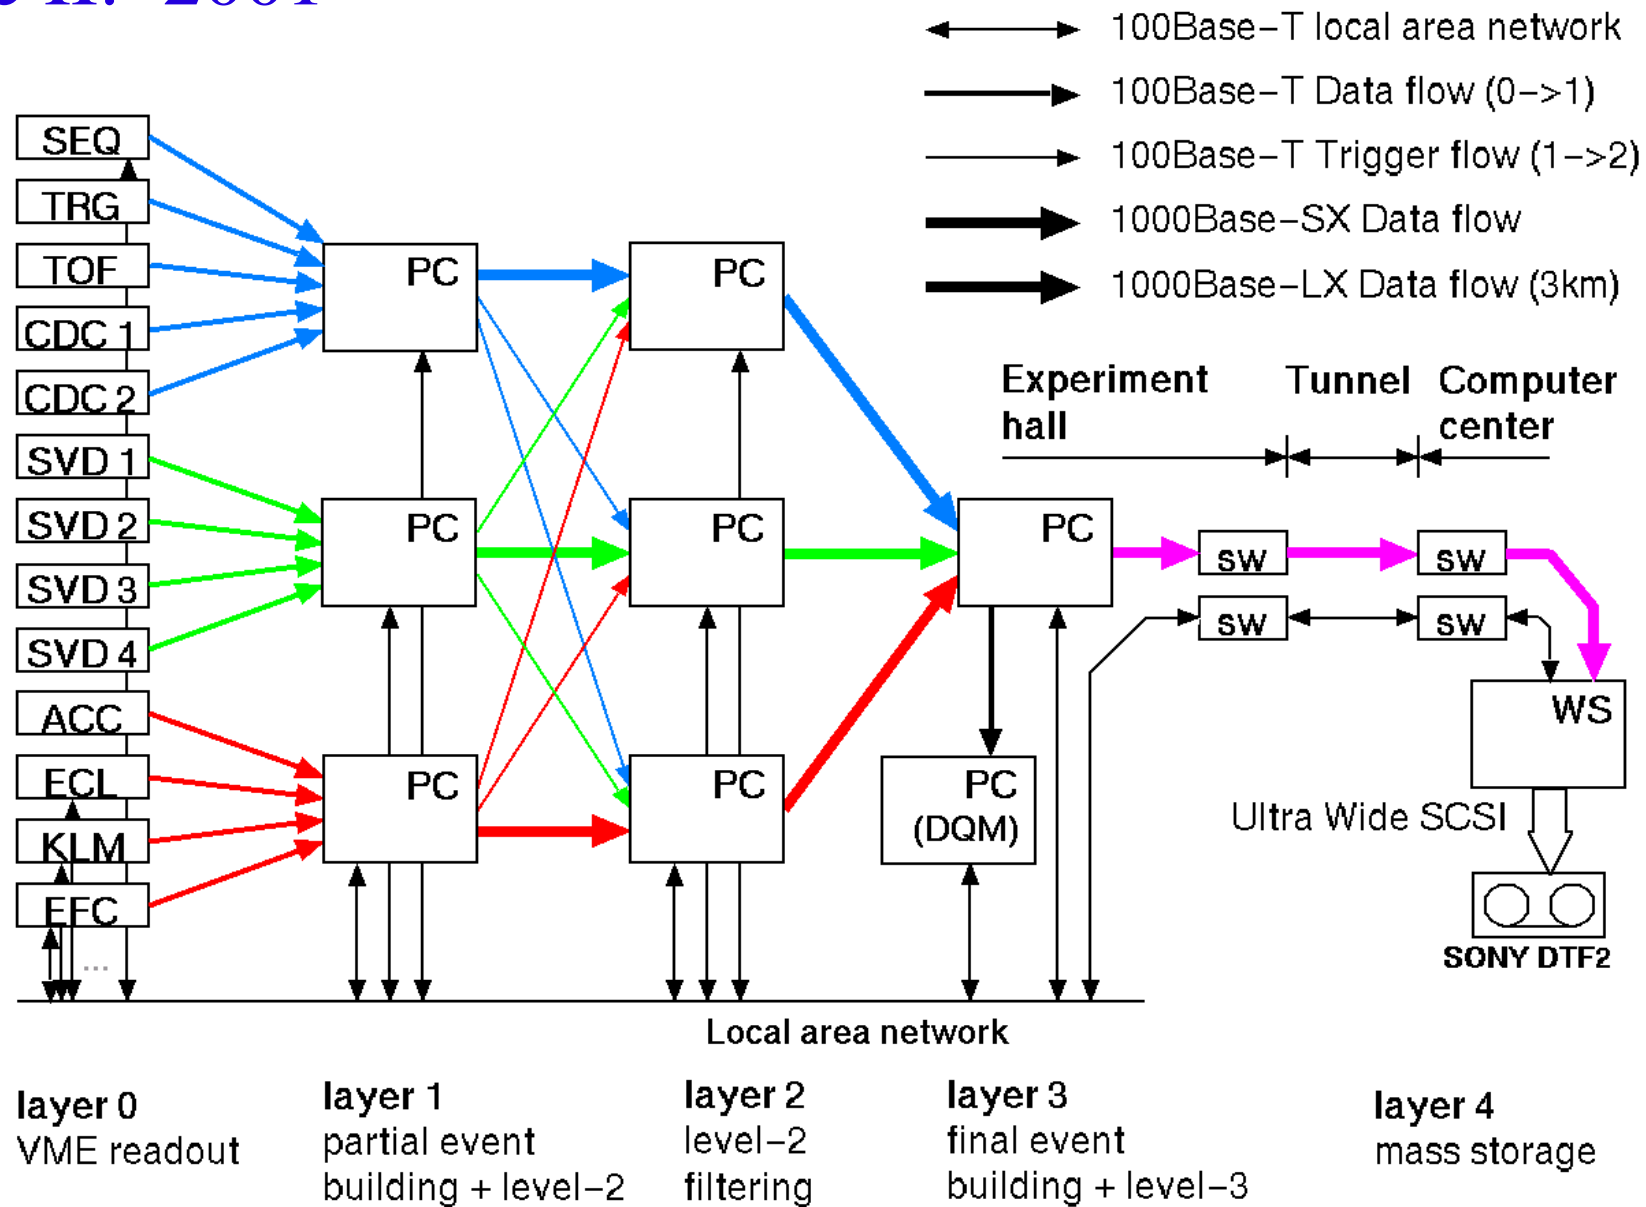 II: 2001
100Base-T local area network
100Base-T Data flow (0->1)
100Base-T Trigger flow (1->2)
1000Base-SX Data flow
1000Base-LX Data flow (3km)
Experiment
hall
Tunnel
Computer
center
SEQ
TRG
TOF
CDC 1
CDC 2
SVD 1
SVD 2
SVD 3
SVD 4
ACC
ECL
KLM
EFC
...
PC
PC
PC
PC
PC
PC
PC
PC
(DQM)
sw
sw
sw
sw
WS
Ultra Wide SCSI
SONY DTF2
Local area network
layer 0
VME readout
layer 1
partial event
building + level-2
layer 2
level-2
filtering
layer 3
final event
building + level-3
layer 4
mass storage